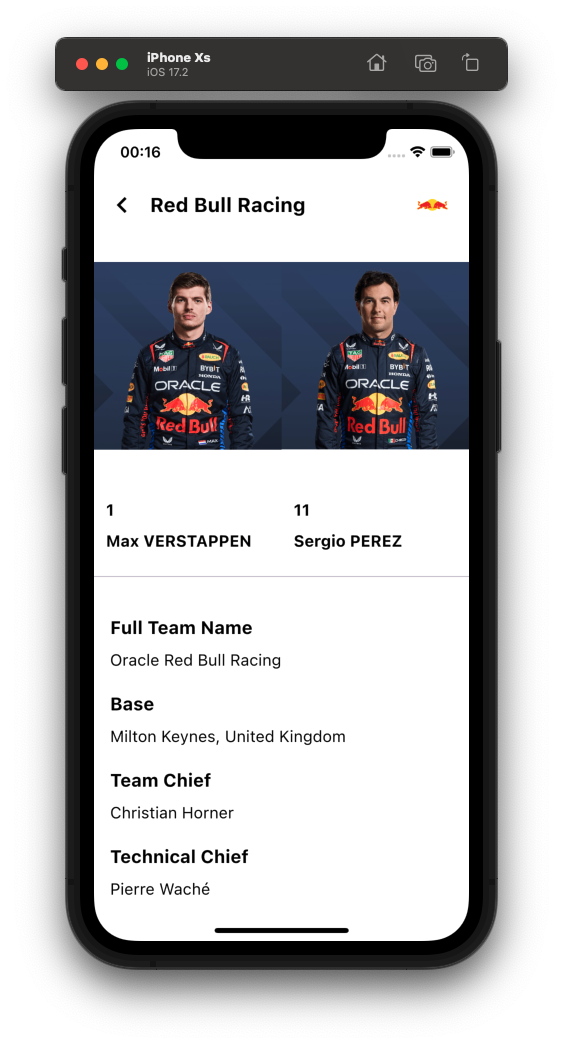 iPhone Xs
iOS 17.2
00:16
Red Bull Racing
Mobil 1 BYBIT
HONDA
ORACLE
Red Bull
Mobil 1 BYBIT
HONDA
ORACLE
Red Bull
1
11
Max VERSTAPPEN
Sergio PEREZ
Full Team Name
Oracle Red Bull Racing
Base
Milton Keynes, United Kingdom
Team Chief
Christian Horner
Technical Chief
Pierre Waché